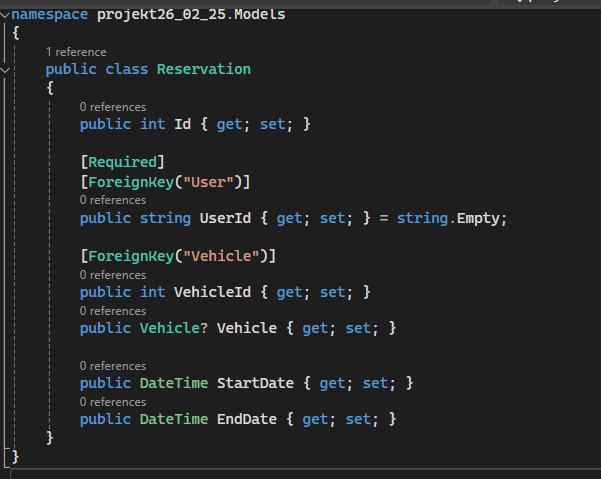 namespace projekt26_02_25.Models
{
1 reference
public class Reservation
{
0 references
public int Id { get; set; }
[Required]
[ForeignKey("User")]
0 references
public string UserId { get; set; } = string.Empty;
[ForeignKey("Vehicle")]
0 references
public int VehicleId { get; set; }
0 references
public Vehicle? Vehicle { get; set; }
0 references
public DateTime StartDate { get; set; }
0 references
public DateTime EndDate { get; set; }
}
}